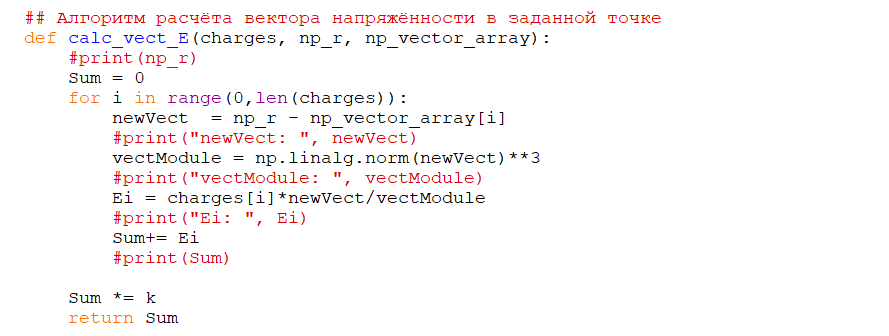 ## Алгоритм расчёта вектора напряжённости в заданной точке
def calc_vect_E(charges, np_r, np_vector_array):
    #print(np_r)
    Sum = 0
    for i in range(0,len(charges)):
        newVect  = np_r - np_vector_array[i]
        #print("newVect: ", newVect)
        vectModule = np.linalg.norm(newVect)**3
        #print("vectModule: ", vectModule)
        Ei = charges[i]*newVect/vectModule
        #print("Ei: ", Ei)
        Sum+= Ei
        #print(Sum)

    Sum *= k
    return Sum